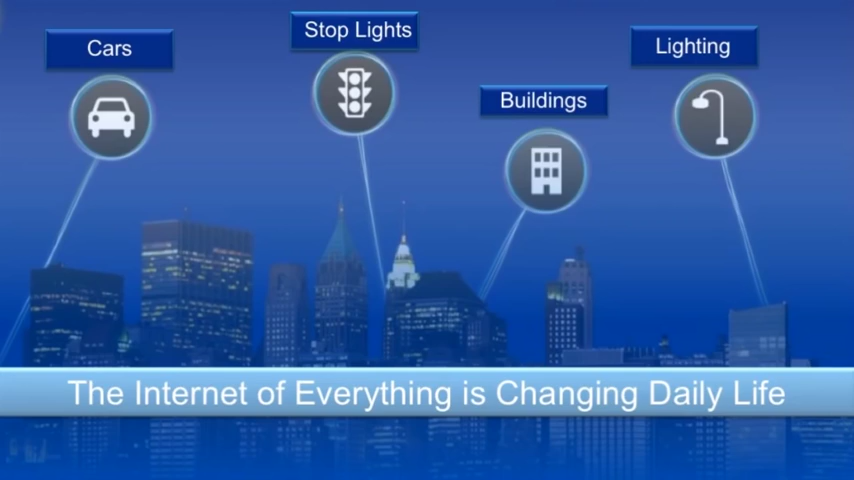 Cars
Stop Lights
Buildings
Lighting
The Internet of Everything is Changing Daily Life